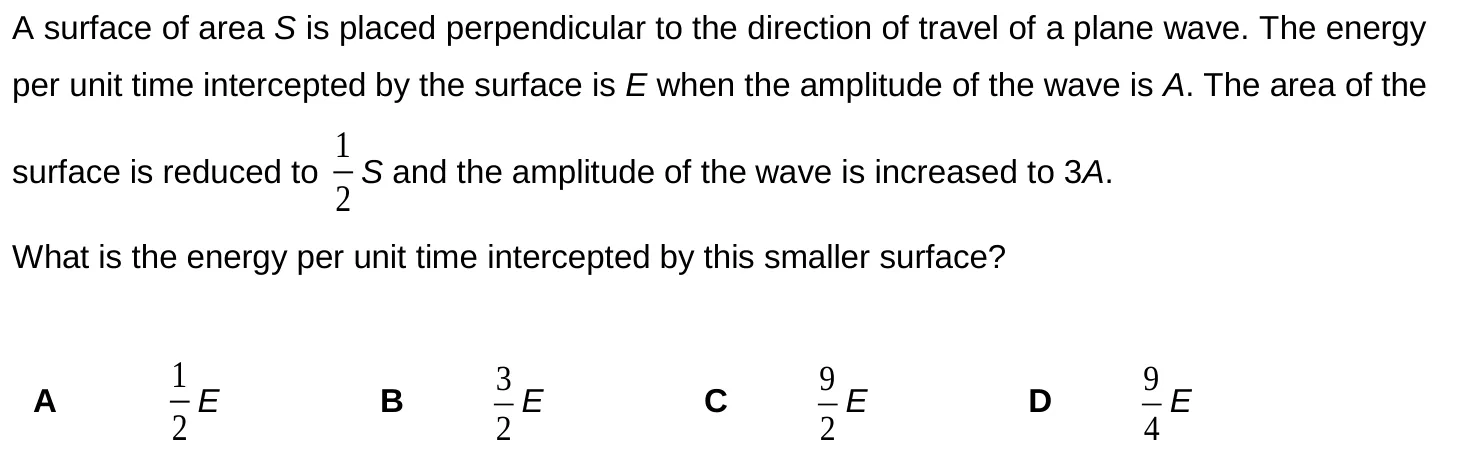 A surface of area S is placed perpendicular to the direction of travel of a plane wave. The energy
per unit time intercepted by the surface is E when the amplitude of the wave is A. The area of the
surface is reduced to 1/2 S and the amplitude of the wave is increased to 3A.
What is the energy per unit time intercepted by this smaller surface?
A 1/2 E B 3/2 E C 9/2 E D 9/4 E